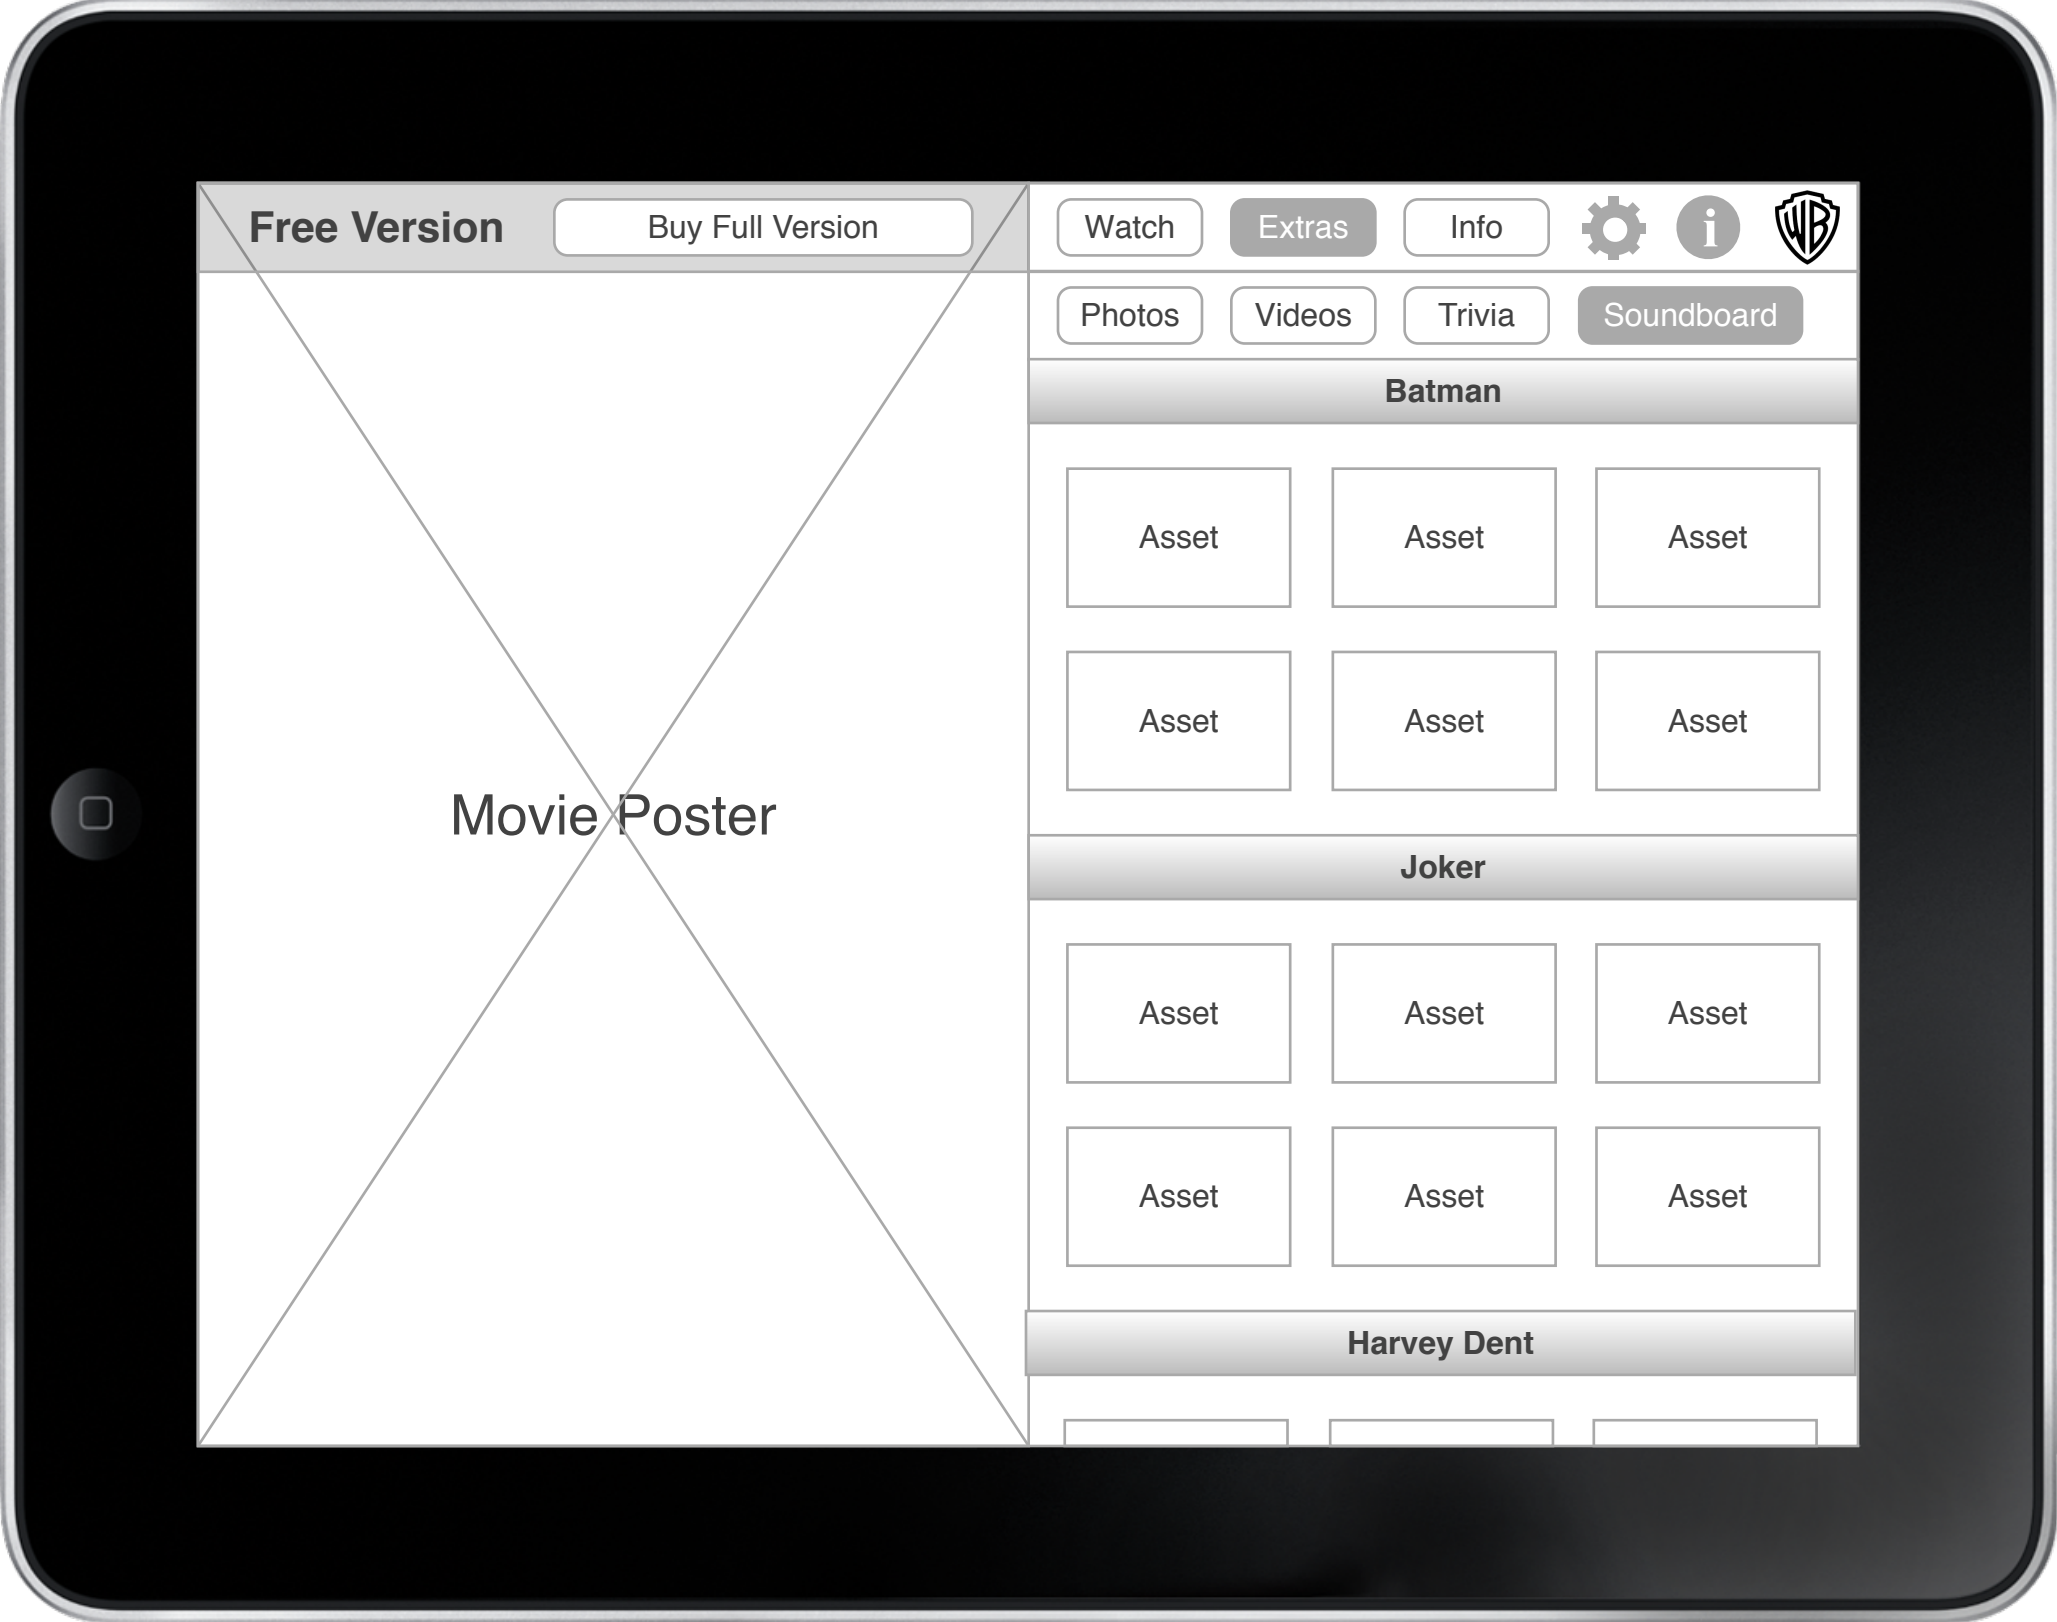 Free Version
Buy Full Version
Watch
Extras
Info
i
WB
Photos
Videos
Trivia
Soundboard
Movie Poster
Batman
Asset
Asset
Asset
Asset
Asset
Asset
Joker
Asset
Asset
Asset
Asset
Asset
Asset
Harvey Dent